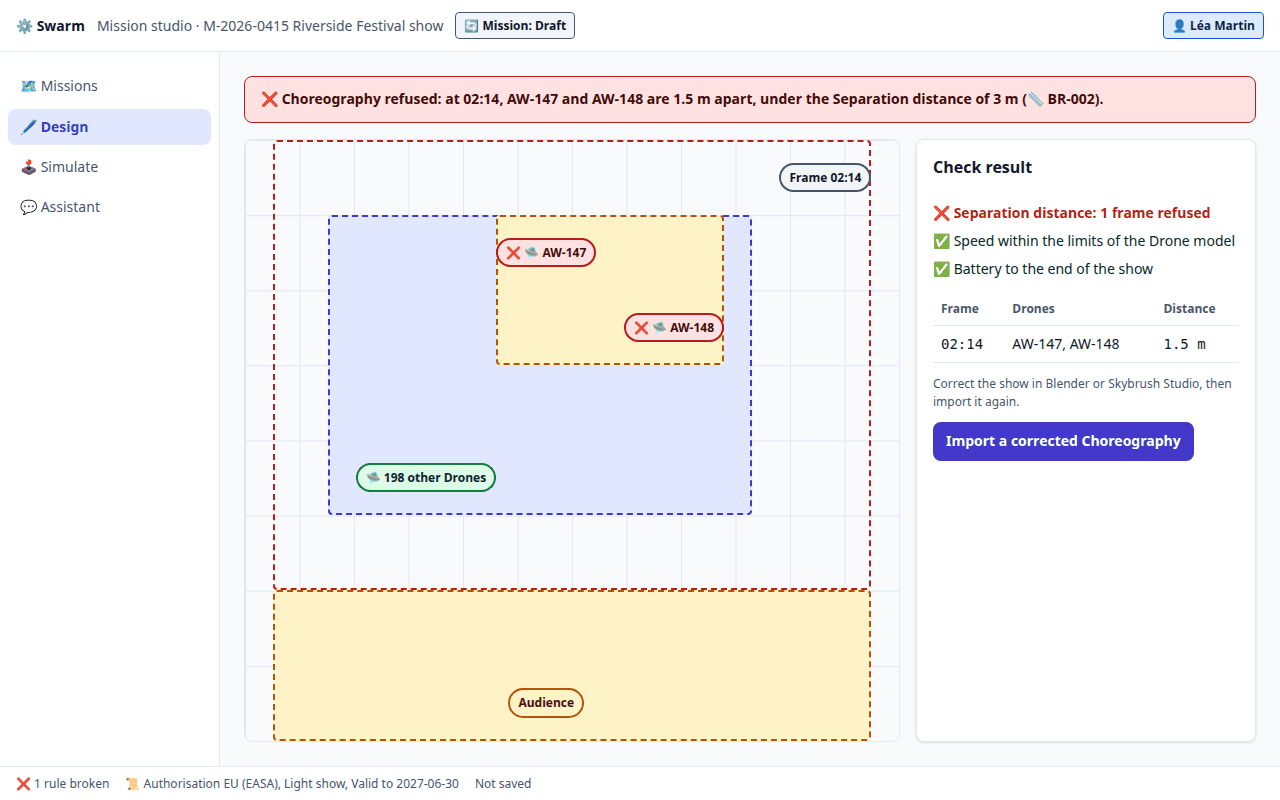 ⚙️ Swarm Mission studio · M-2026-0415 Riverside Festival show 🔄 Mission: Draft 👤 Léa Martin
🗺️ Missions
🖊️ Design
🕹️ Simulate
💬 Assistant
❌ Choreography refused: at 02:14, AW-147 and AW-148 are 1.5 m apart, under the Separation distance of 3 m (📏 BR-002).
Frame 02:14
❌ 🛸 AW-147
❌ 🛸 AW-148
🛸 198 other Drones
Audience
Check result
❌ Separation distance: 1 frame refused
✅ Speed within the limits of the Drone model
✅ Battery to the end of the show
Frame Drones Distance
02:14 AW-147, AW-148 1.5 m
Correct the show in Blender or Skybrush Studio, then
import it again.
Import a corrected Choreography
❌ 1 rule broken 📜 Authorisation EU (EASA), Light show, Valid to 2027-06-30 Not saved